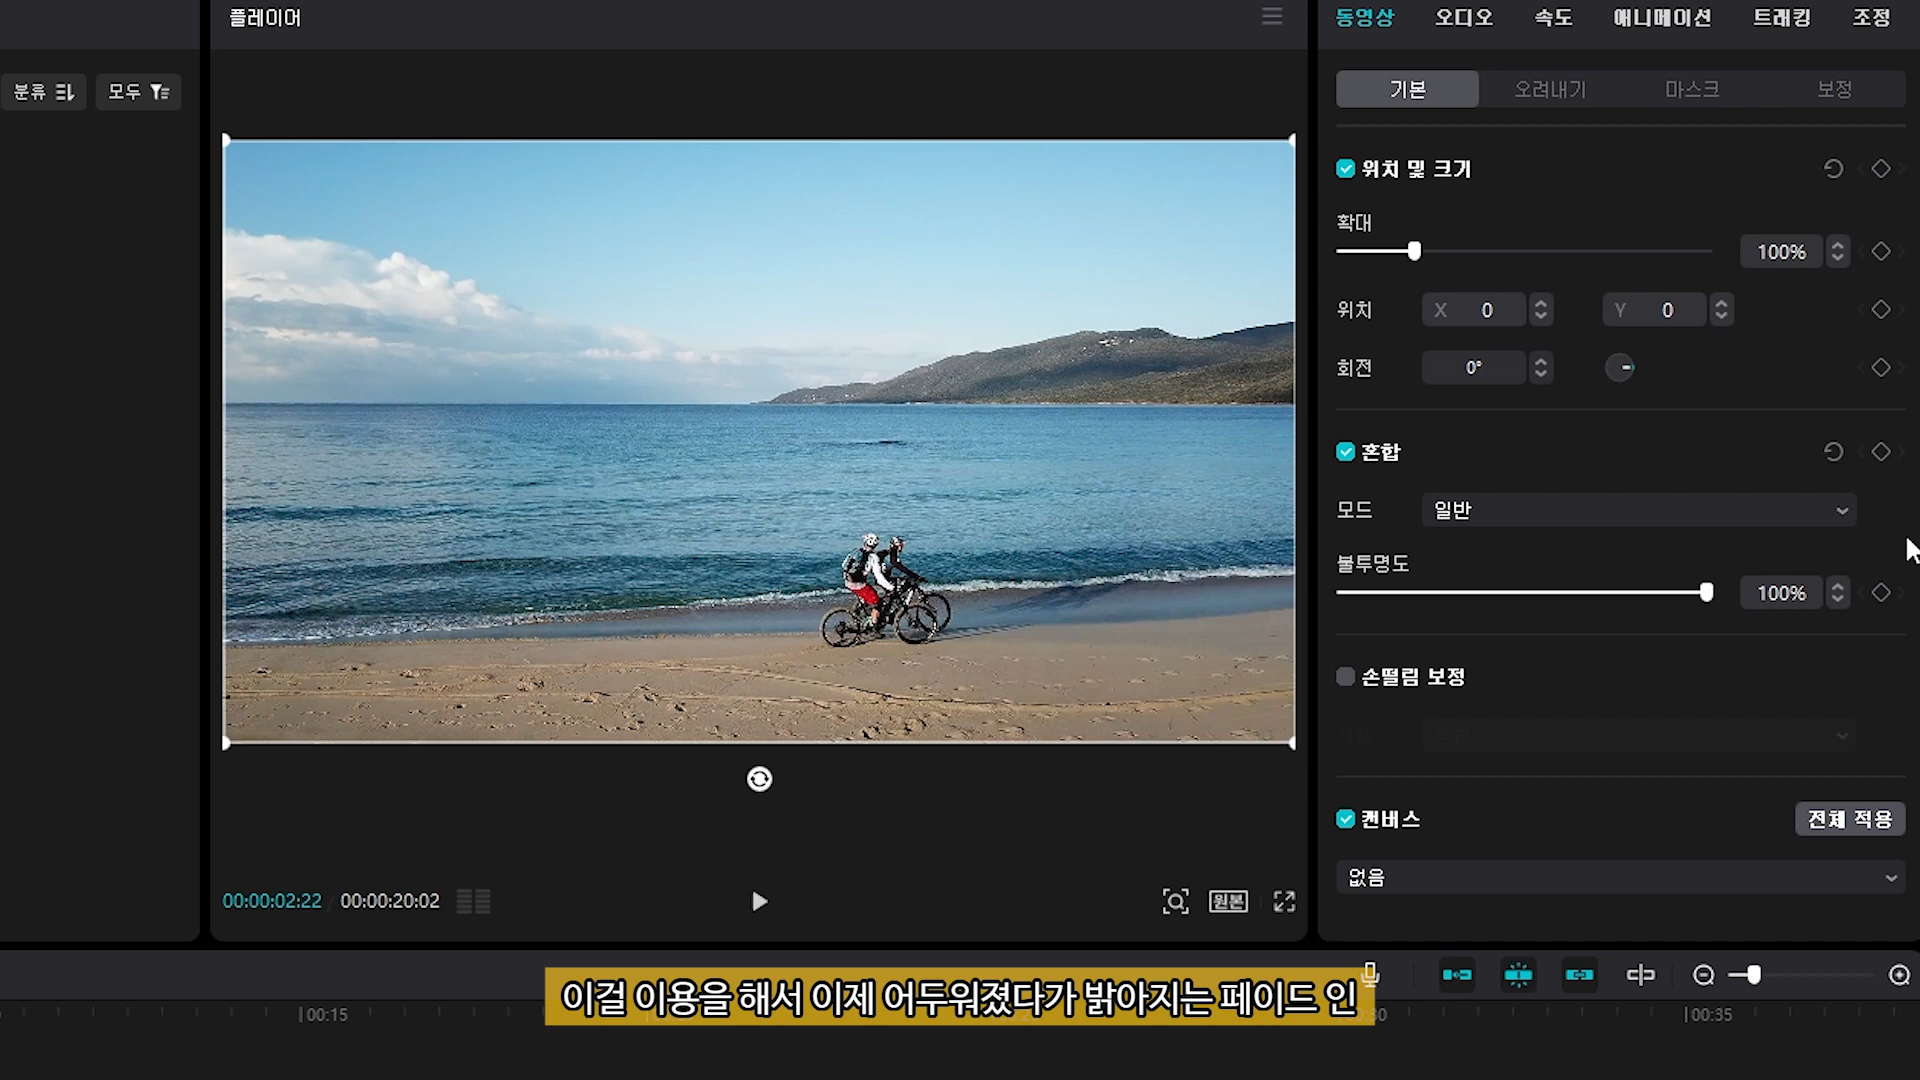 플레이어
동영상 오디오 속도 애니메이션 트래킹 조정
분류 모두
기본 오려내기 마스크 보정
위치 및 크기
확대
100%
위치 X 0 Y 0
회전 0°
혼합
모드 일반
불투명도
100%
손떨림 보정
캔버스 전체 적용
없음
00:00:02:22 / 00:00:20:02 원본
이걸 이용을 해서 이제 어두워졌다가 밝아지는 페이드 인
00:15 00:35